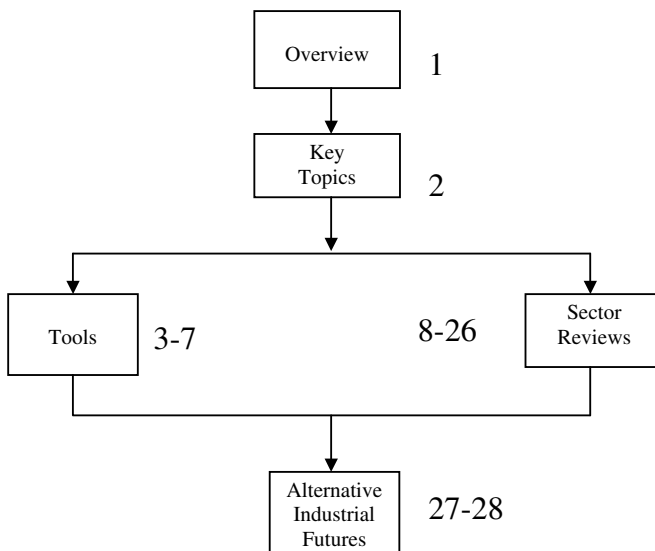 Overview
1
Key
Topics
2
Tools
3-7
8-26
Sector
Reviews
Alternative
Industrial
Futures
27-28